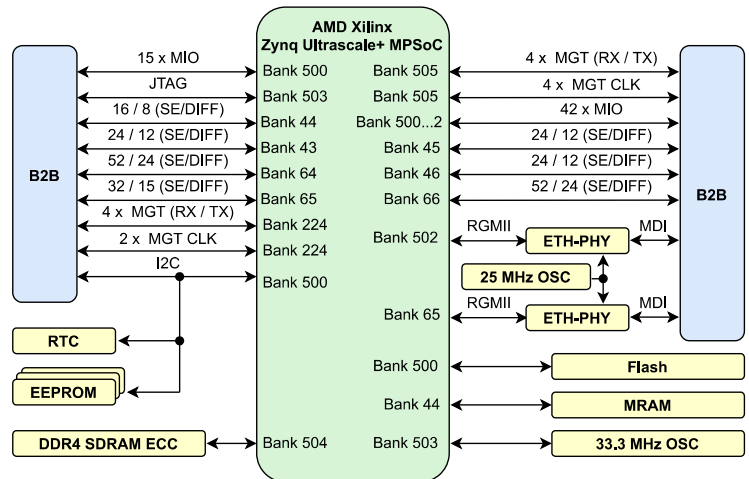 AMD Xilinx
Zynq Ultrascale+ MPSoC
B2B
15 x MIO
Bank 500
JTAG
Bank 503
16 / 8 (SE/DIFF)
Bank 44
24 / 12 (SE/DIFF)
Bank 43
52 / 24 (SE/DIFF)
Bank 64
32 / 15 (SE/DIFF)
Bank 65
4 x MGT (RX / TX)
Bank 224
2 x MGT CLK
Bank 224
I2C
Bank 500
RTC
EEPROM
DDR4 SDRAM ECC
Bank 504
Bank 505
4 x MGT (RX / TX)
Bank 505
4 x MGT CLK
Bank 500...2
42 x MIO
Bank 45
24 / 12 (SE/DIFF)
Bank 46
24 / 12 (SE/DIFF)
Bank 66
52 / 24 (SE/DIFF)
B2B
Bank 502
RGMII
ETH-PHY
MDI
25 MHz OSC
Bank 65
RGMII
ETH-PHY
MDI
Bank 500
Flash
Bank 44
MRAM
Bank 503
33.3 MHz OSC